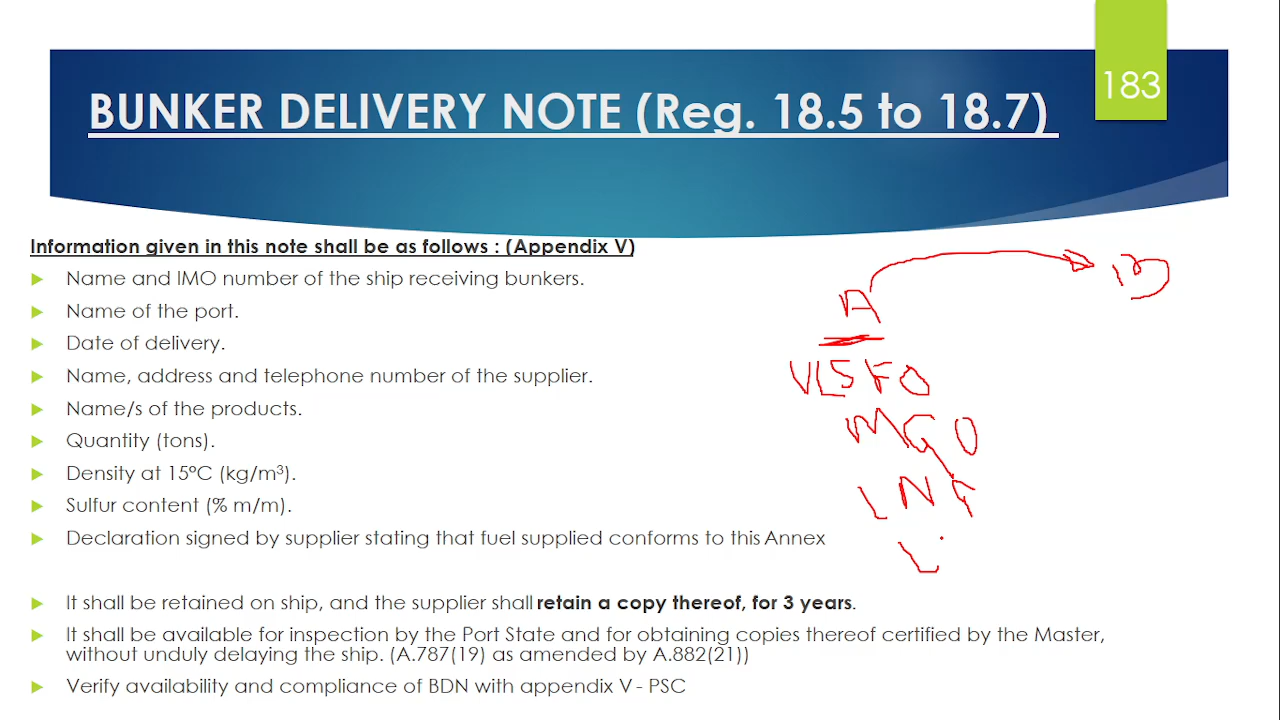 183
BUNKER DELIVERY NOTE (Reg. 18.5 to 18.7)
Information given in this note shall be as follows : (Appendix V)
Name and IMO number of the ship receiving bunkers.
Name of the port.
Date of delivery.
Name, address and telephone number of the supplier.
Name/s of the products.
Quantity (tons).
Density at 15°C (kg/m³).
Sulfur content (% m/m).
Declaration signed by supplier stating that fuel supplied conforms to this Annex
It shall be retained on ship, and the supplier shall retain a copy thereof, for 3 years.
It shall be available for inspection by the Port State and for obtaining copies thereof certified by the Master,
without unduly delaying the ship. (A.787(19) as amended by A.882(21))
Verify availability and compliance of BDN with appendix V - PSC
A
VLSFO
MGO
L